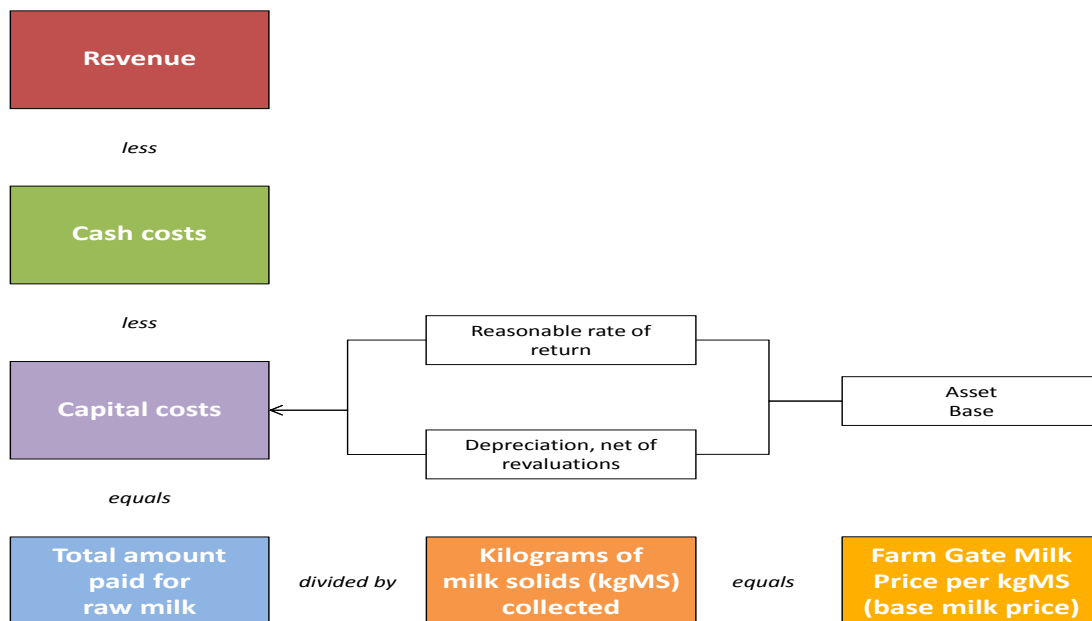 Revenue
less
Cash costs
less
Reasonable rate of
return
Capital costs
Asset
Base
Depreciation, net of
revaluations
equals
Total amount
paid for
raw milk
divided by
Kilograms of
milk solids (kgMS)
collected
equals
Farm Gate Milk
Price per kgMS
(base milk price)